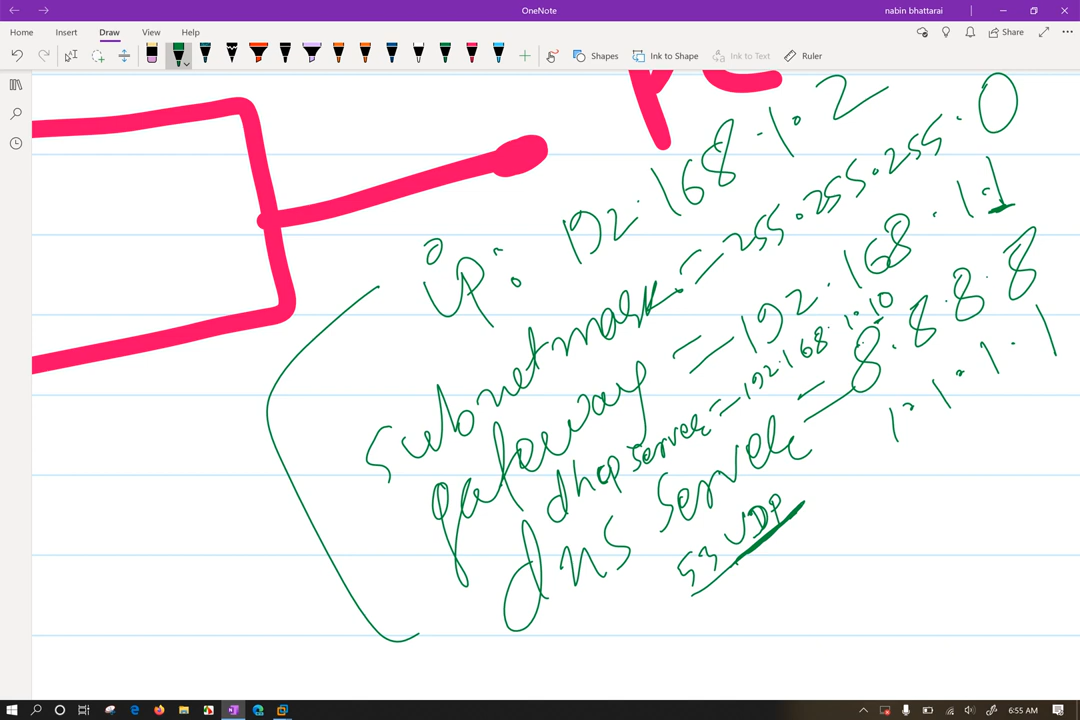 OneNote
nabin bhattarai
Home Insert Draw View Help
Share
Shapes
Ink to Shape
Ink to Text
Ruler
PC
ip: 192.168.1.2
subnetmask = 255.255.255.0
gateway = 192.168.1.1
dhcp server = 192.168.1.10
dns server = 8.8.8.8
1.1.1.1
53 UDP
6:55 AM